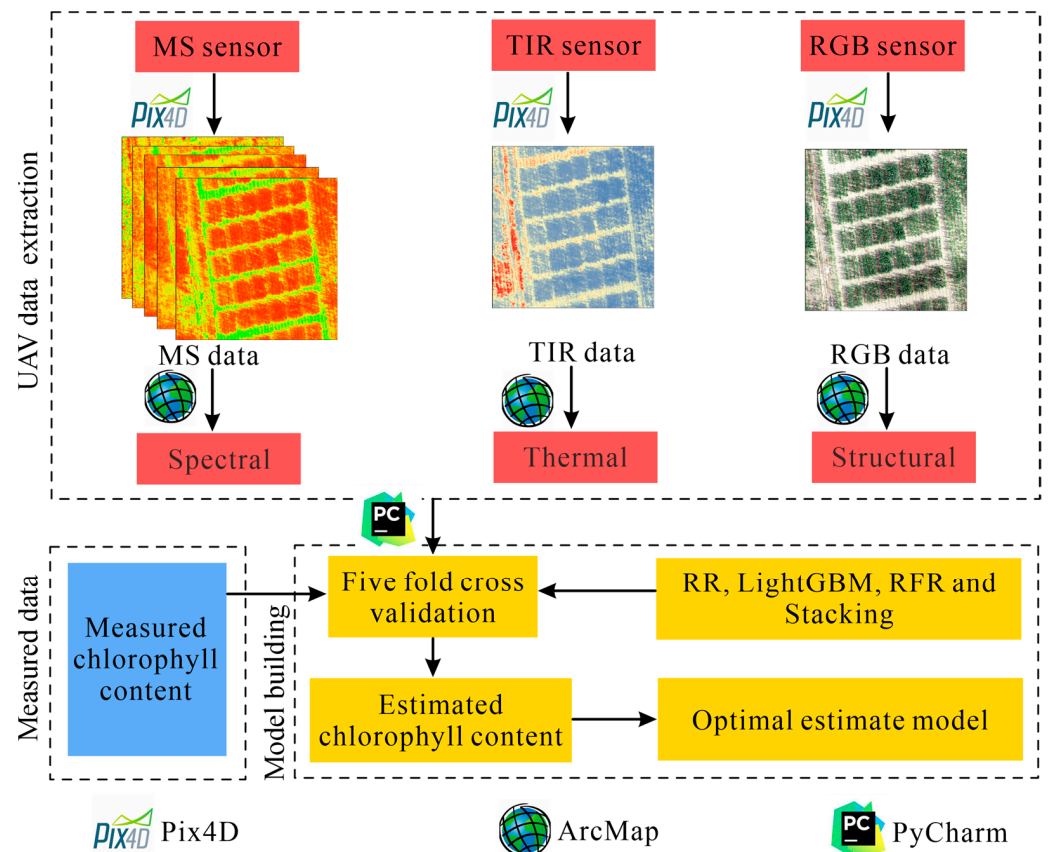 MS sensor
TIR sensor
RGB sensor
PIX4D
PIX4D
PIX4D
UAV data extraction
MS data
TIR data
RGB data
Spectral
Thermal
Structural
PC
Measured data
Measured
chlorophyll
content
Model building
Five fold cross
validation
RR, LightGBM, RFR and
Stacking
Estimated
chlorophyll content
Optimal estimate model
PIX4D
Pix4D
ArcMap
PC
PyCharm